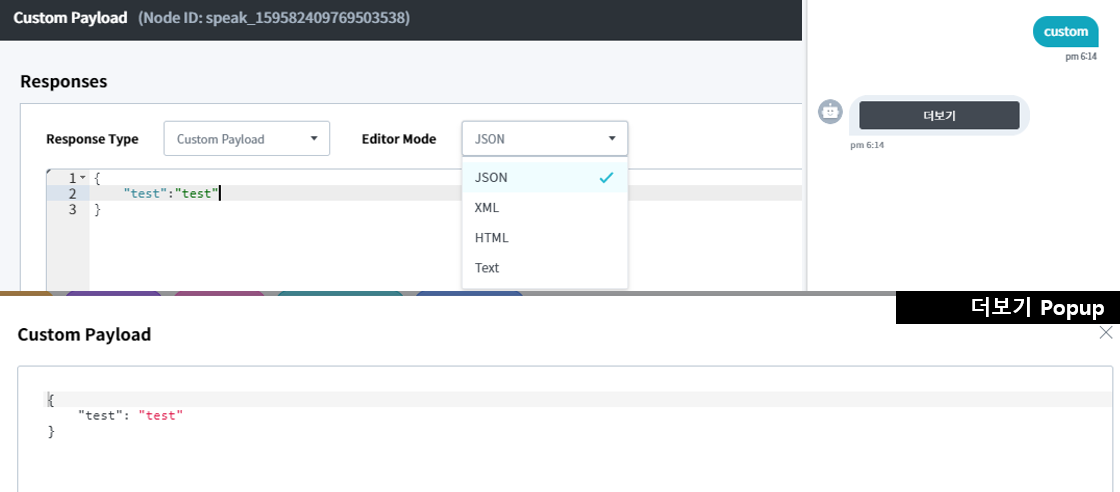 Custom Payload (Node ID: speak_159582409769503538)
Responses
Response Type Custom Payload Editor Mode JSON
JSON
XML
HTML
Text
1 {
2 "test":"test"
3 }
custom
pm 6:14
더보기
pm 6:14
더보기 Popup
Custom Payload
{
"test": "test"
}